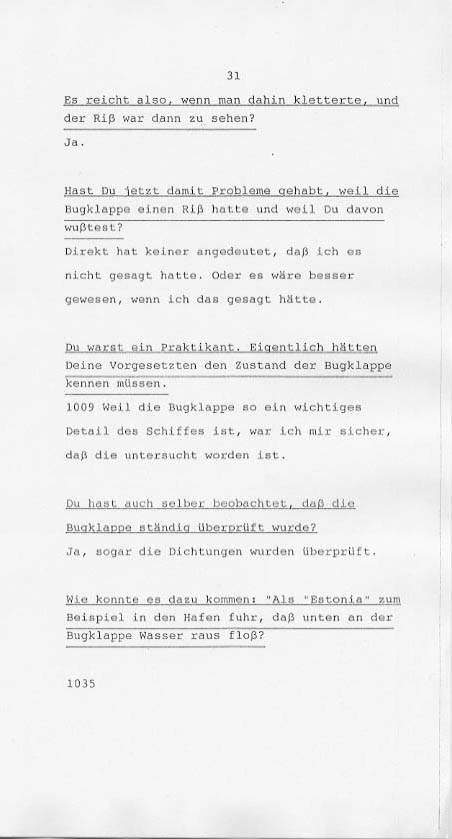 31
Es reicht also, wenn man dahin kletterte, und
der Riß war dann zu sehen?
Ja.
Hast Du jetzt damit Probleme gehabt, weil die
Bugklappe einen Riß hatte und weil Du davon
wußtest?
Direkt hat keiner angedeutet, daß ich es
nicht gesagt hatte. Oder es wäre besser
gewesen, wenn ich das gesagt hätte.
Du warst ein Praktikant. Eigentlich hätten
Deine Vorgesetzten den Zustand der Bugklappe
kennen müssen.
1009 Weil die Bugklappe so ein wichtiges
Detail des Schiffes ist, war ich mir sicher,
daß die untersucht worden ist.
Du hast auch selber beobachtet, daß die
Bugklappe ständig überprüft wurde?
Ja, sogar die Dichtungen wurden überprüft.
Wie konnte es dazu kommen: "Als "Estonia" zum
Beispiel in den Hafen fuhr, daß unten an der
Bugklappe Wasser raus floß?
1035